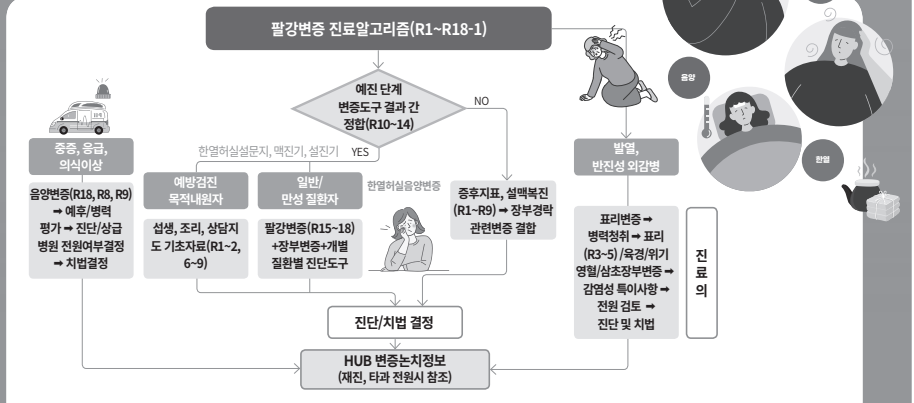 팔강변증 진료알고리즘(R1~R18-1)
예진 단계
변증도구 결과 간
정합(R10~14)
NO
YES
한열허실설문지, 맥진기, 설진기
119
중증, 응급,
의식이상
음양변증(R18, R8, R9)
➡ 예후/병력
평가 ➡ 진단/상급
병원 전원여부결정
➡ 치법결정
예방검진
목적내원자
섭생, 조리, 상담지
도 기초자료(R1~2,
6~9)
일반/
만성 질환자
팔강변증(R15~18)
+장부변증+개별
질환별 진단도구
한열허실음양변증
증후지표, 설맥복진
(R1~R9) ➡ 장부경락
관련변증 결합
발열,
반진성 외감병
표리변증 ➡
병력청취 ➡ 표리
(R3~5) /육경/위기
영혈/삼초장부변증 ➡
감염성 특이사항 ➡
전원 검토 ➡
진단 및 치법
진
료
의
음양
한열
진단/치법 결정
HUB 변증논치정보
(재진, 타과 전원시 참조)